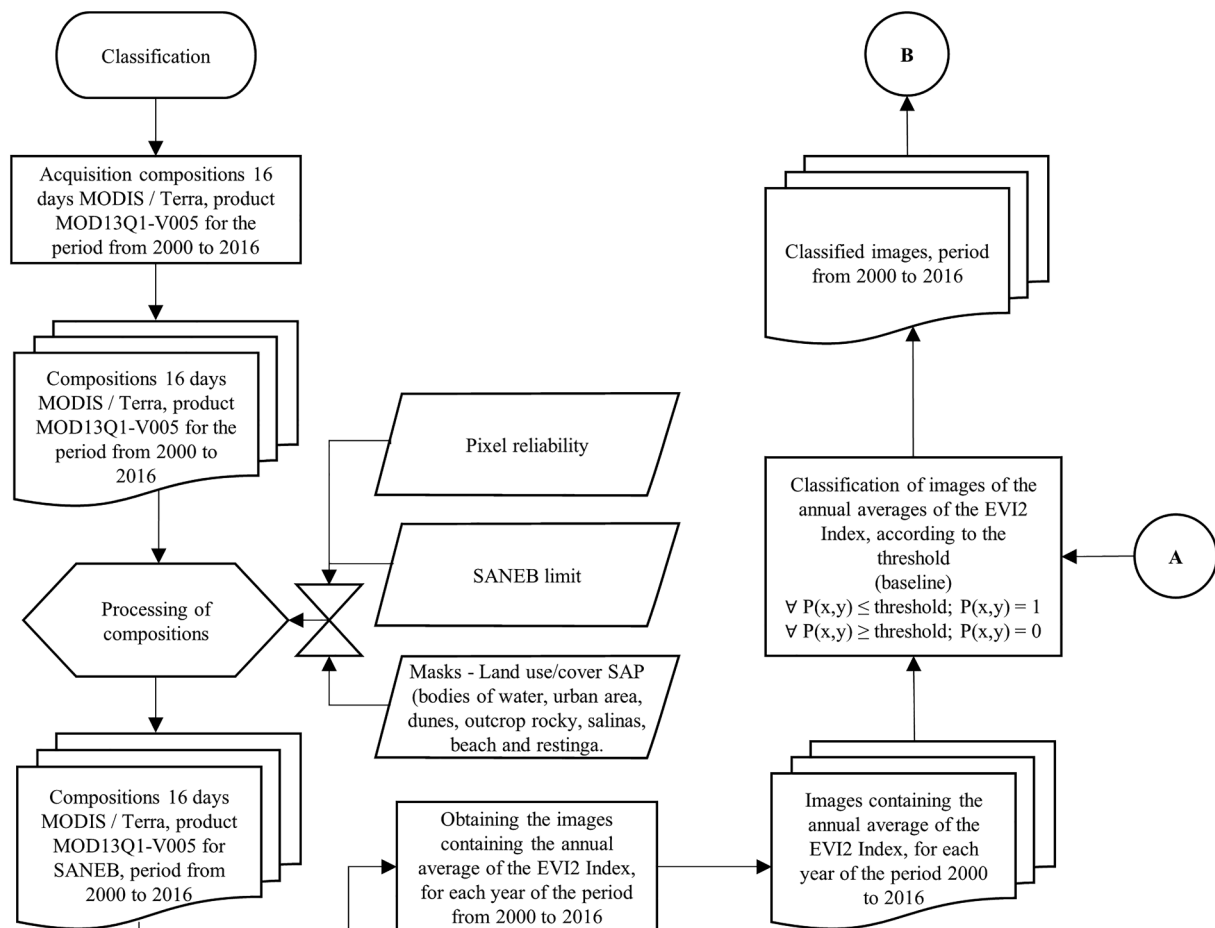 Classification
Acquisition compositions 16
days MODIS / Terra, product
MOD13Q1-V005 for the
period from 2000 to 2016
Compositions 16 days
MODIS / Terra, product
MOD13Q1-V005 for the
period from 2000 to
2016
Processing of
compositions
Pixel reliability
SANEB limit
Masks - Land use/cover SAP
(bodies of water, urban area,
dunes, outcrop rocky, salinas,
beach and restinga.
Compositions 16 days
MODIS / Terra, product
MOD13Q1-V005 for
SANEB, period from
2000 to 2016
Obtaining the images
containing the annual
average of the EVI2 Index,
for each year of the period
from 2000 to 2016
Images containing the
annual average of the
EVI2 Index, for each
year of the period 2000
to 2016
Classification of images of the
annual averages of the EVI2
Index, according to the
threshold
(baseline)
∀ P(x,y) ≤ threshold; P(x,y) = 1
∀ P(x,y) ≥ threshold; P(x,y) = 0
A
Classified images, period
from 2000 to 2016
B